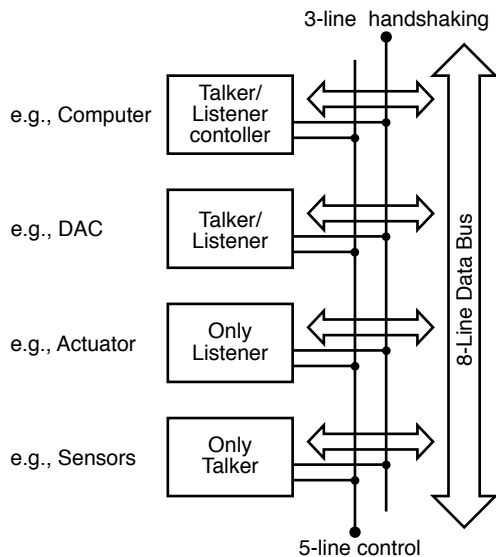 3-line handshaking
e.g., Computer
Talker/
Listener
contoller
e.g., DAC
Talker/
Listener
e.g., Actuator
Only
Listener
e.g., Sensors
Only
Talker
8-Line Data Bus
5-line control